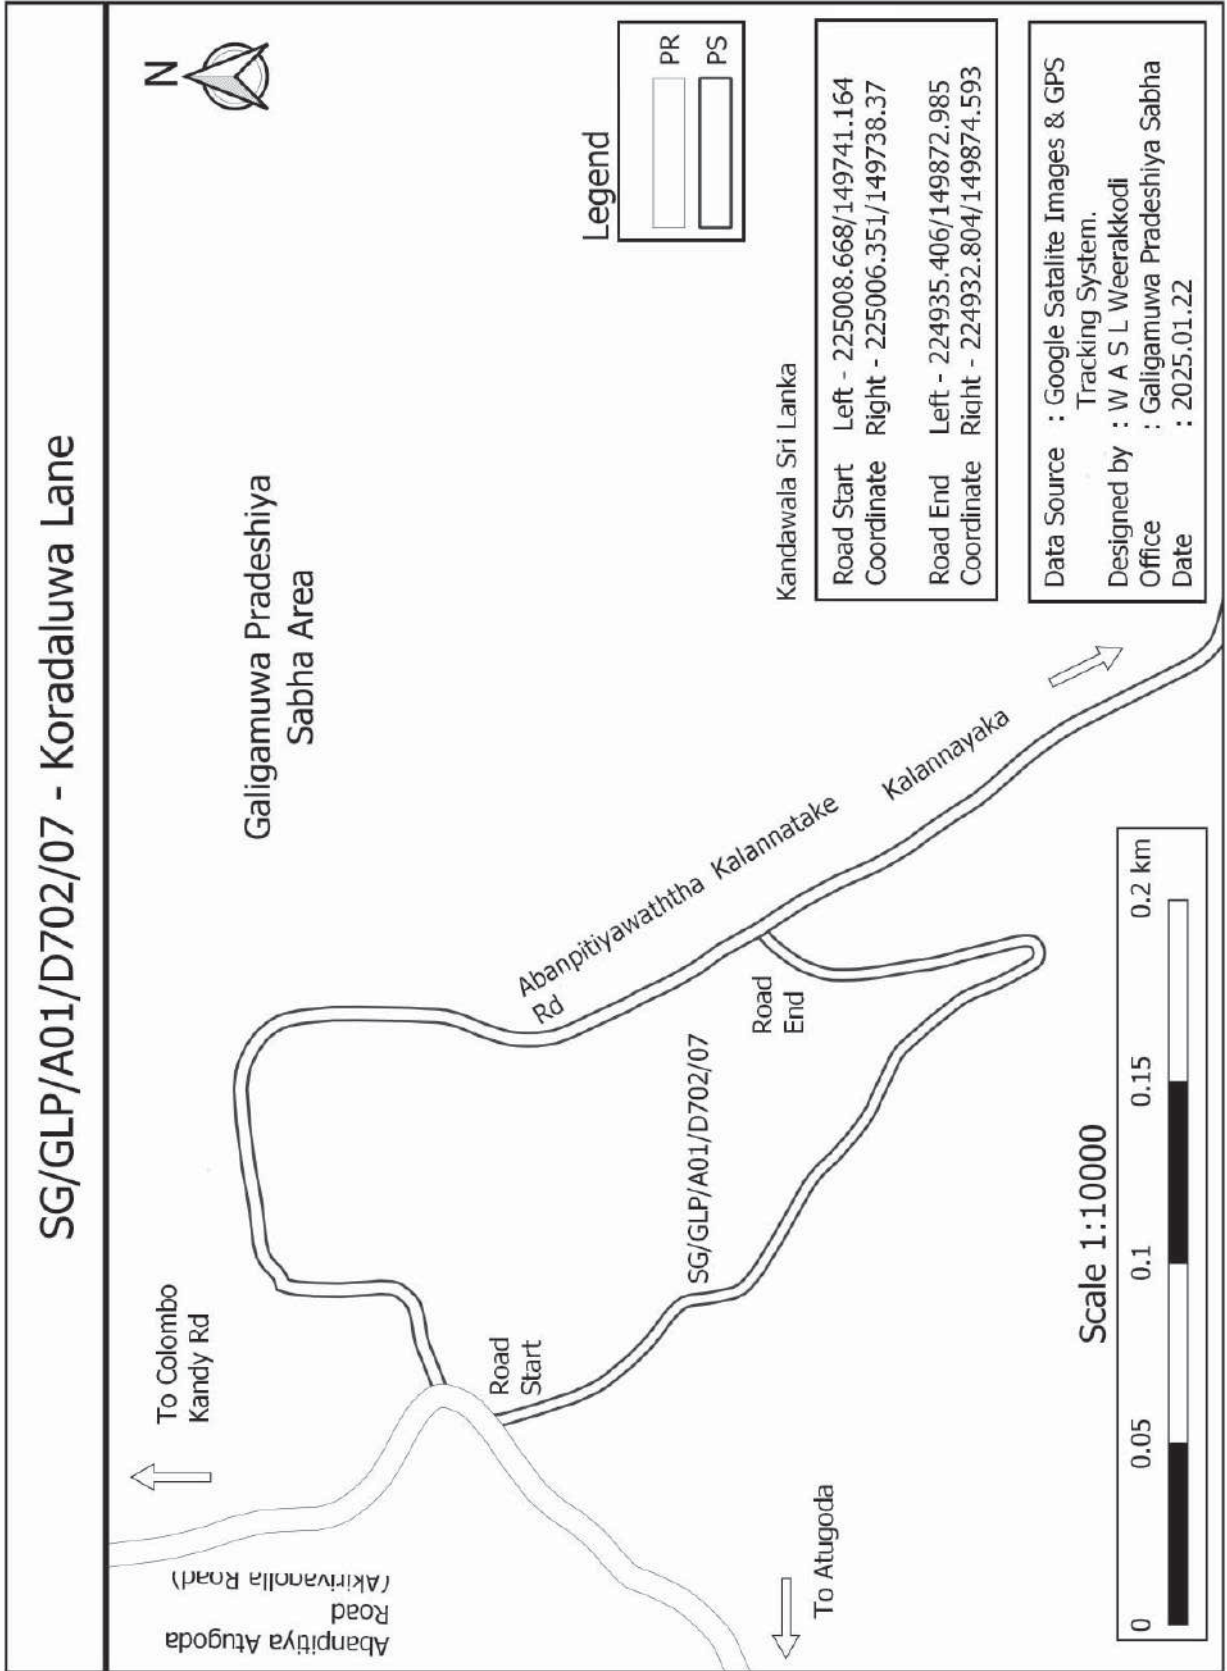 SG/GLP/A01/D702/07 - Koradaluwa Lane
N
To Colombo
Kandy Rd
Galigamuwa Pradeshiya
Sabha Area
Abanpitiya Atugoda
Road
(Akirivanolla Road)
Road
Start
Abanpitiyawaththa Kalannatake Kalannayaka
Rd
SG/GLP/A01/D702/07
Road
End
To Atugoda
Legend
PR
PS
Kandawala Sri Lanka
Road Start Left - 225008.668/149741.164
Coordinate Right - 225006.351/149738.37
Road End Left - 224935.406/149872.985
Coordinate Right - 224932.804/149874.593
Data Source : Google Satalite Images & GPS
Tracking System.
Designed by : W A S L Weerakkodi
Office : Galigamuwa Pradeshiya Sabha
Date : 2025.01.22
Scale 1:10000
0 0.05 0.1 0.15 0.2 km